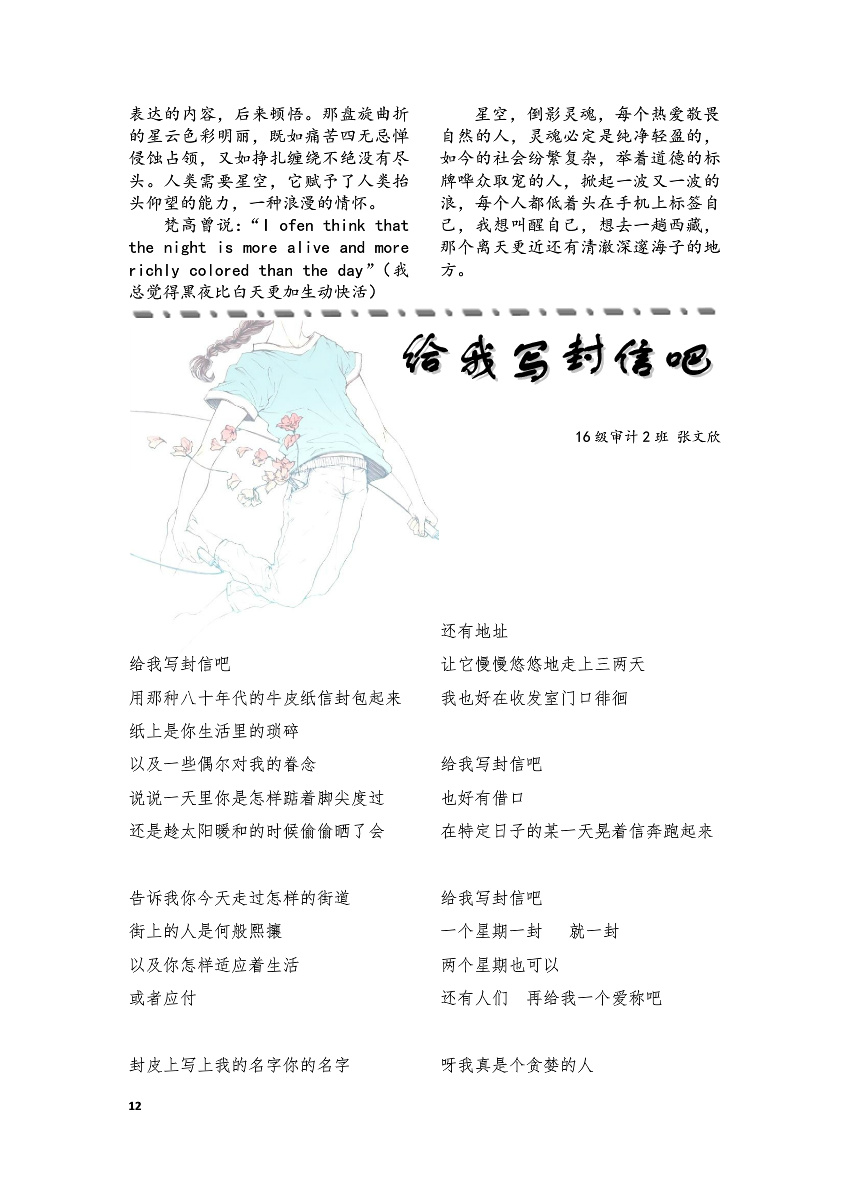 表达的内容，后来顿悟。那盘旋曲折
的星云色彩明丽，既如痛苦四无忌惮
侵蚀占领，又如挣扎缠绕不绝没有尽
头。人类需要星空，它赋予了人类抬
头仰望的能力，一种浪漫的情怀。
梵高曾说：“I ofen think that
the night is more alive and more
richly colored than the day”（我
总觉得黑夜比白天更加生动快活）
星空，倒影灵魂，每个热爱敬畏
自然的人，灵魂必定是纯净轻盈的，
如今的社会纷繁复杂，举着道德的标
牌哗众取宠的人，掀起一波又一波的
浪，每个人都低着头在手机上标签自
己，我想叫醒自己，想去一趟西藏，
那个离天更近还有清澈深邃海子的地
方。
给我写封信吧
16 级审计 2 班 张文欣
给我写封信吧
用那种八十年代的牛皮纸信封包起来
纸上是你生活里的琐碎
以及一些偶尔对我的眷念
说说一天里你是怎样踮着脚尖度过
还是趁太阳暖和的时候偷偷晒了会
告诉我你今天走过怎样的街道
街上的人是何般熙攘
以及你怎样适应着生活
或者应付
封皮上写上我的名字你的名字
还有地址
让它慢慢悠悠地走上三两天
我也好在收发室门口徘徊
给我写封信吧
也好有借口
在特定日子的某一天晃着信奔跑起来
给我写封信吧
一个星期一封 就一封
两个星期也可以
还有人们 再给我一个爱称吧
呀我真是个贪婪的人
12